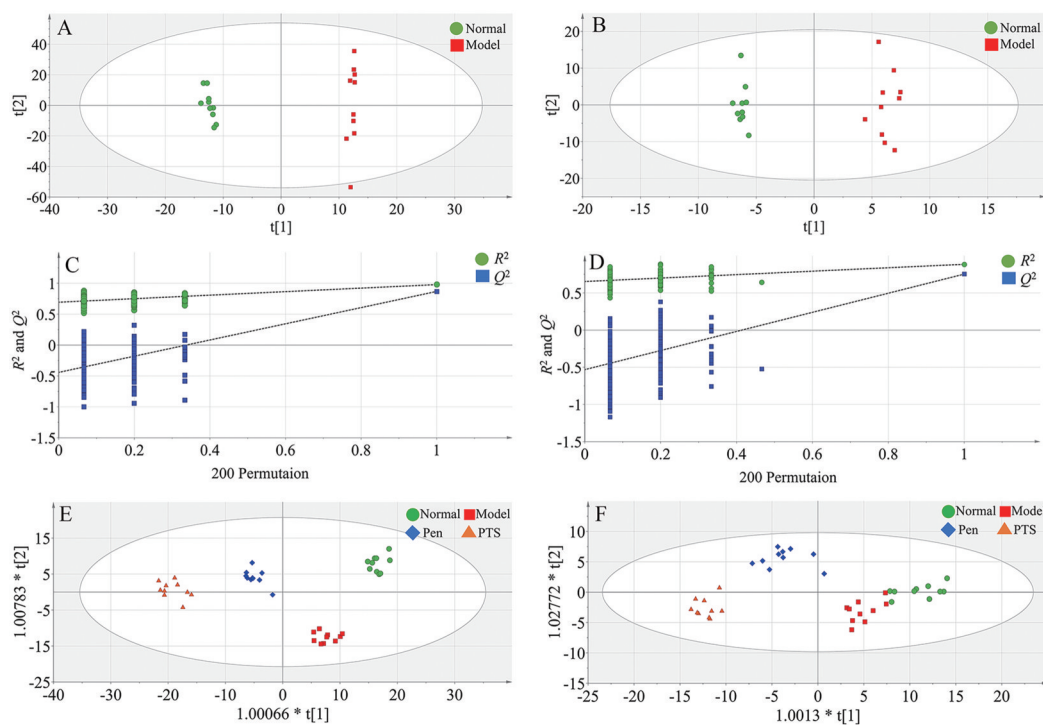 A
Normal
Model
t[2]
40
20
0
-20
-40
-60
-40 -30 -20 -10 0 10 20 30
t[1]
B
Normal
Model
t[2]
20
10
0
-10
-20
-20 -15 -10 -5 0 5 10 15
t[1]
C
R²
Q²
R² and Q²
1
0.5
0
-0.5
-1
-1.5
0 0.2 0.4 0.6 0.8 1
200 Permutaion
D
R²
Q²
R² and Q²
0.5
0
-0.5
-1
-1.5
0 0.2 0.4 0.6 0.8 1
200 Permutaion
E
Normal Model
Pen PTS
1.00783 * t[2]
15
5
-5
-15
-25
-40 -30 -20 -10 0 10 20 30
1.00066 * t[1]
F
Normal Model
Pen PTS
1.02772 * t[2]
10
5
0
-5
-10
-15
-25 -20 -15 -10 -5 0 5 10 15 20
1.0013 * t[1]